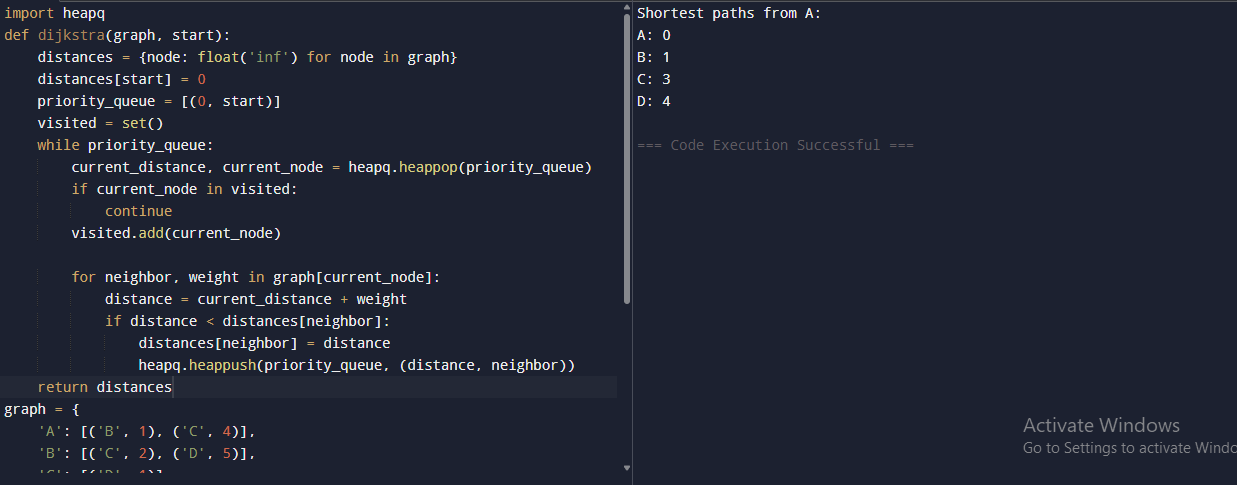 import heapq
def dijkstra(graph, start):
    distances = {node: float('inf') for node in graph}
    distances[start] = 0
    priority_queue = [(0, start)]
    visited = set()
    while priority_queue:
        current_distance, current_node = heapq.heappop(priority_queue)
        if current_node in visited:
            continue
        visited.add(current_node)

        for neighbor, weight in graph[current_node]:
            distance = current_distance + weight
            if distance < distances[neighbor]:
                distances[neighbor] = distance
                heapq.heappush(priority_queue, (distance, neighbor))
    return distances
graph = {
    'A': [('B', 1), ('C', 4)],
    'B': [('C', 2), ('D', 5)],
Shortest paths from A:
A: 0
B: 1
C: 3
D: 4

=== Code Execution Successful ===
Activate Windows
Go to Settings to activate Windo